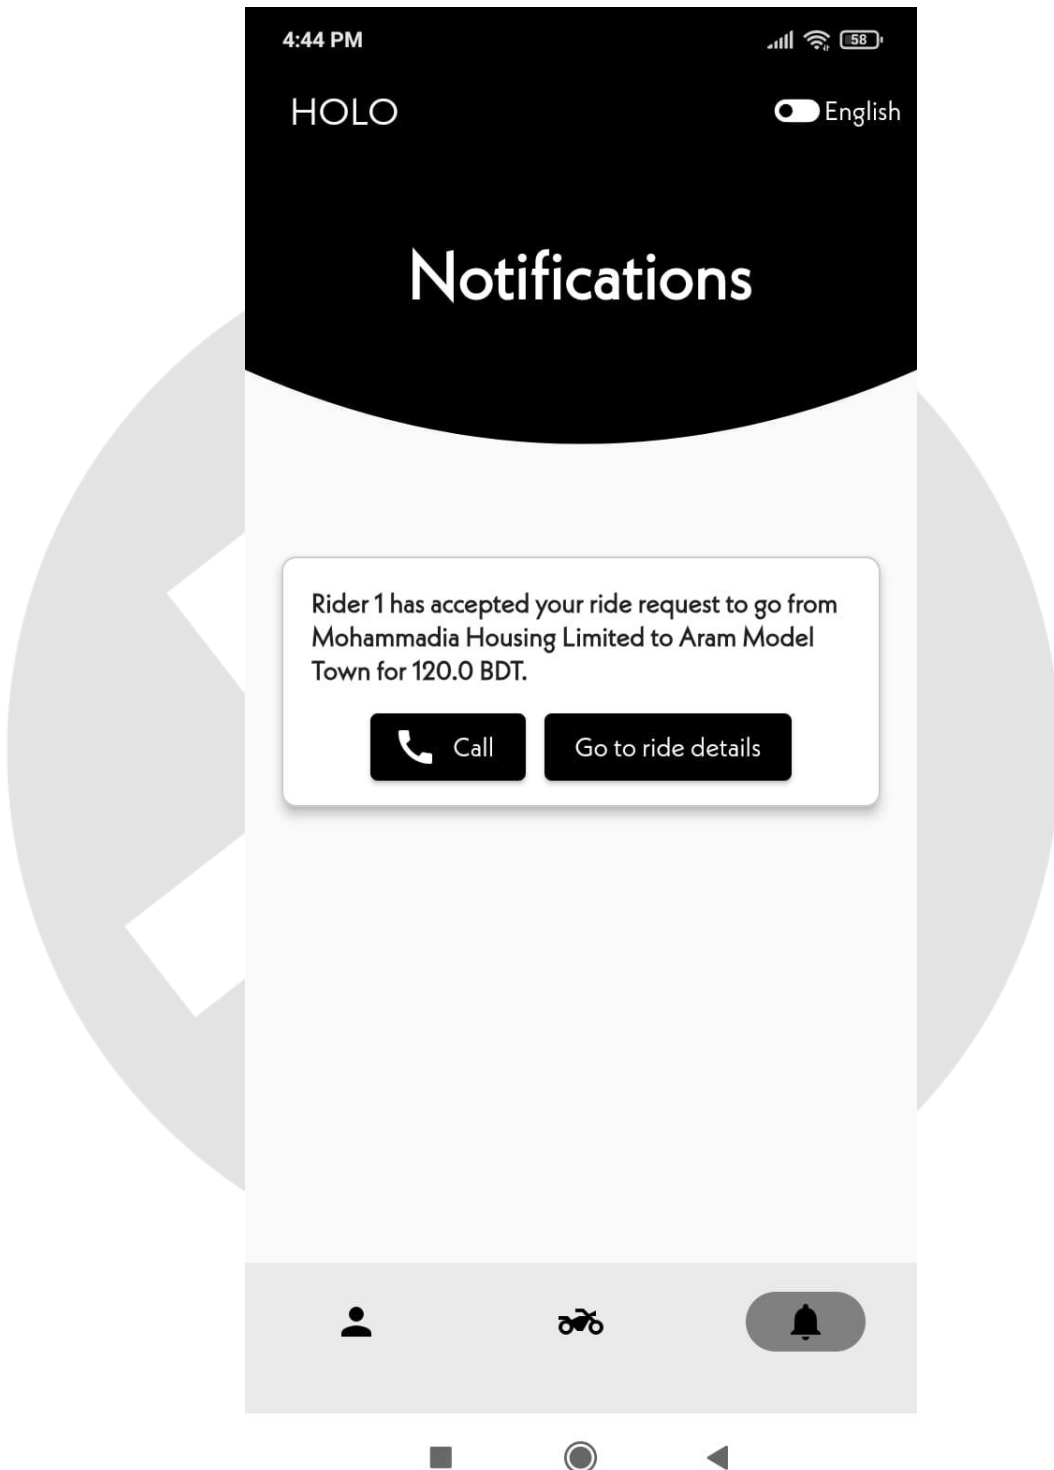 4:44 PM
58
HOLO
English
Notifications
Rider 1 has accepted your ride request to go from
Mohammadia Housing Limited to Aram Model
Town for 120.0 BDT.
Call
Go to ride details